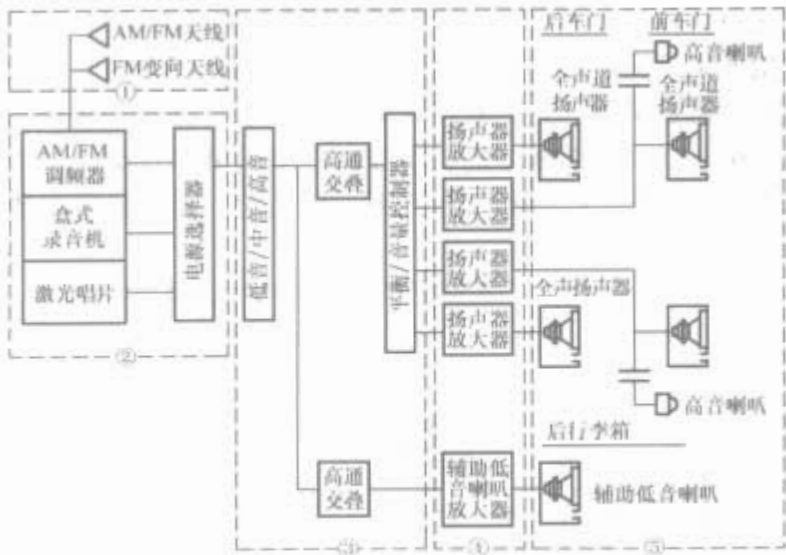 AM/FM天线
FM变向天线
①
AM/FM
调频器
盒式
录音机
激光唱片
电源选择器
②
低音/中音/高音
高通
交叠
平衡/音量控制器
高通
交叠
③
扬声器
放大器
扬声器
放大器
扬声器
放大器
扬声器
放大器
辅助低
音喇叭
放大器
④
后车门
前车门
高音喇叭
全声道
扬声器
全声道
扬声器
全声扬声器
高音喇叭
后行李箱
辅助低音喇叭
⑤